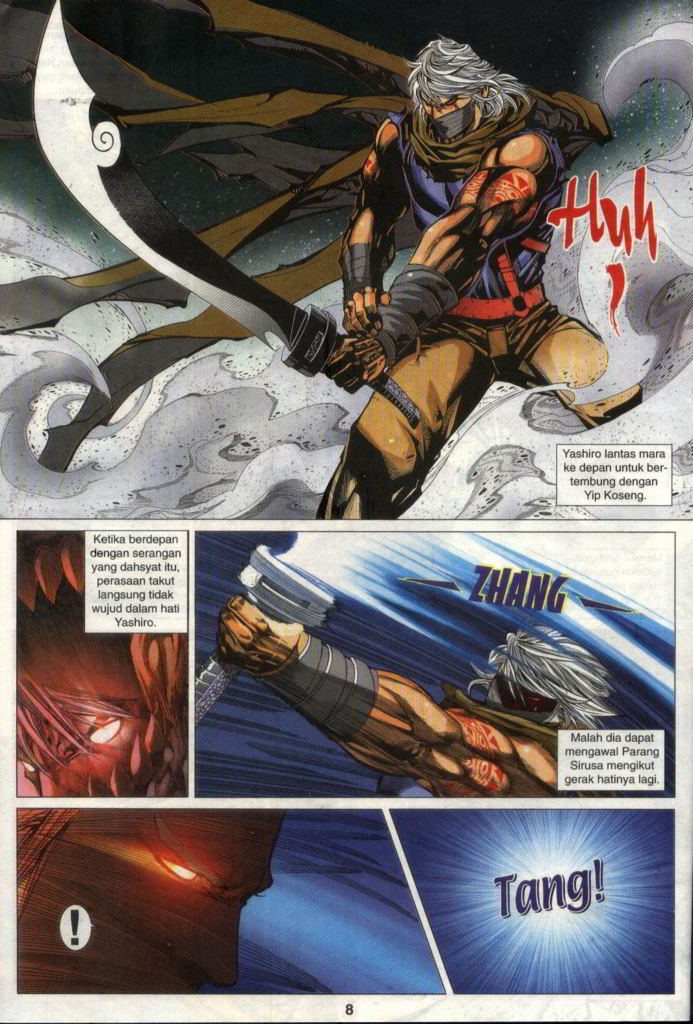 Huh
!
Yashiro lantas mara
ke depan untuk ber-
tembung dengan
Yip Koseng.
Ketika berdepan
dengan serangan
yang dahsyat itu,
perasaan takut
langsung tidak
wujud dalam hati
Yashiro.
ZHANG
Malah dia dapat
mengawal Parang
Sirusa mengikut
gerak hatinya lagi.
!
Tang!
8